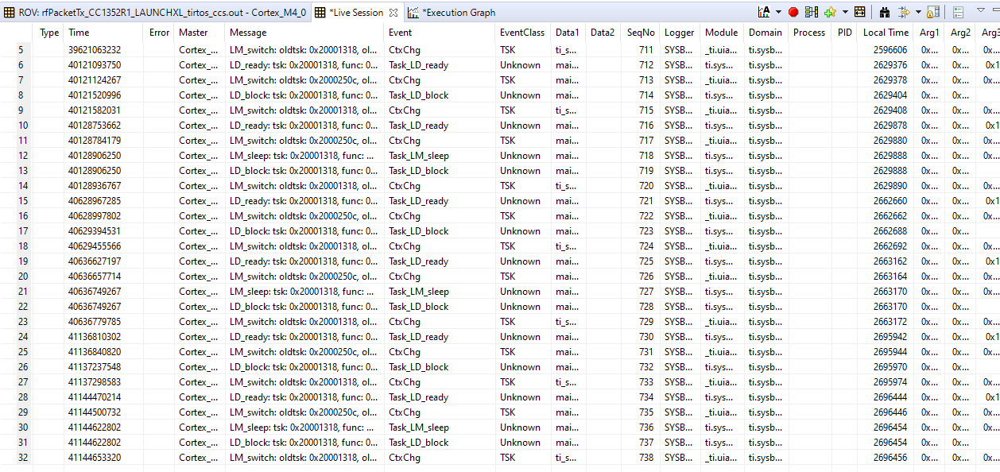 ROV: rfPacketTx_CC1352R1_LAUNCHXL_tirtos_ccs.out - Cortex_M4_0 *Live Session *Execution Graph
Type Time Error Master Message Event EventClass Data1 Data2 SeqNo Logger Module Domain Process PID Local Time Arg1 Arg2 Arg3
5 39621063232 Cortex_... LM_switch: oldtsk: 0x20001318, ol... CtxChg TSK ti_s... 711 SYSB... _ti.uia... ti.sysb... 2596606 0x... 0x... 0x...
6 40121093750 Cortex_... LD_ready: tsk: 0x20001318, func: 0... Task_LD_ready Unknown mai... 712 SYSB... ti.sys... ti.sysb... 2629376 0x... 0x... 0x1
7 40121124267 Cortex_... LM_switch: oldtsk: 0x2000250c, ol... CtxChg TSK mai... 713 SYSB... _ti.uia... ti.sysb... 2629378 0x... 0x... 0x...
8 40121520996 Cortex_... LD_block: tsk: 0x20001318, func: 0... Task_LD_block Unknown mai... 714 SYSB... ti.sys... ti.sysb... 2629404 0x... 0x...
9 40121582031 Cortex_... LM_switch: oldtsk: 0x20001318, ol... CtxChg TSK ti_s... 715 SYSB... _ti.uia... ti.sysb... 2629408 0x... 0x... 0x...
10 40128753662 Cortex_... LD_ready: tsk: 0x20001318, func: 0... Task_LD_ready Unknown mai... 716 SYSB... ti.sys... ti.sysb... 2629878 0x... 0x... 0x1
11 40128784179 Cortex_... LM_switch: oldtsk: 0x2000250c, ol... CtxChg TSK mai... 717 SYSB... _ti.uia... ti.sysb... 2629880 0x... 0x... 0x...
12 40128906250 Cortex_... LM_sleep: tsk: 0x20001318, func: ... Task_LM_sleep Unknown mai... 718 SYSB... ti.sys... ti.sysb... 2629888 0x... 0x... 0x...
13 40128906250 Cortex_... LD_block: tsk: 0x20001318, func: 0... Task_LD_block Unknown mai... 719 SYSB... ti.sys... ti.sysb... 2629888 0x... 0x...
14 40128936767 Cortex_... LM_switch: oldtsk: 0x20001318, ol... CtxChg TSK ti_s... 720 SYSB... _ti.uia... ti.sysb... 2629890 0x... 0x... 0x...
15 40628967285 Cortex_... LD_ready: tsk: 0x20001318, func: 0... Task_LD_ready Unknown mai... 721 SYSB... ti.sys... ti.sysb... 2662660 0x... 0x... 0x1
16 40628997802 Cortex_... LM_switch: oldtsk: 0x2000250c, ol... CtxChg TSK mai... 722 SYSB... _ti.uia... ti.sysb... 2662662 0x... 0x... 0x...
17 40629394531 Cortex_... LD_block: tsk: 0x20001318, func: 0... Task_LD_block Unknown mai... 723 SYSB... ti.sys... ti.sysb... 2662688 0x... 0x...
18 40629455566 Cortex_... LM_switch: oldtsk: 0x20001318, ol... CtxChg TSK ti_s... 724 SYSB... _ti.uia... ti.sysb... 2662692 0x... 0x... 0x...
19 40636627197 Cortex_... LD_ready: tsk: 0x20001318, func: 0... Task_LD_ready Unknown mai... 725 SYSB... ti.sys... ti.sysb... 2663162 0x... 0x... 0x1
20 40636657714 Cortex_... LM_switch: oldtsk: 0x2000250c, ol... CtxChg TSK mai... 726 SYSB... _ti.uia... ti.sysb... 2663164 0x... 0x... 0x...
21 40636749267 Cortex_... LM_sleep: tsk: 0x20001318, func: ... Task_LM_sleep Unknown mai... 727 SYSB... ti.sys... ti.sysb... 2663170 0x... 0x... 0x...
22 40636749267 Cortex_... LD_block: tsk: 0x20001318, func: 0... Task_LD_block Unknown mai... 728 SYSB... ti.sys... ti.sysb... 2663170 0x... 0x...
23 40636779785 Cortex_... LM_switch: oldtsk: 0x20001318, ol... CtxChg TSK ti_s... 729 SYSB... _ti.uia... ti.sysb... 2663172 0x... 0x... 0x...
24 41136810302 Cortex_... LD_ready: tsk: 0x20001318, func: 0... Task_LD_ready Unknown mai... 730 SYSB... ti.sys... ti.sysb... 2695942 0x... 0x... 0x1
25 41136840820 Cortex_... LM_switch: oldtsk: 0x2000250c, ol... CtxChg TSK mai... 731 SYSB... _ti.uia... ti.sysb... 2695944 0x... 0x... 0x...
26 41137237548 Cortex_... LD_block: tsk: 0x20001318, func: 0... Task_LD_block Unknown mai... 732 SYSB... ti.sys... ti.sysb... 2695970 0x... 0x...
27 41137298583 Cortex_... LM_switch: oldtsk: 0x20001318, ol... CtxChg TSK ti_s... 733 SYSB... _ti.uia... ti.sysb... 2695974 0x... 0x... 0x...
28 41144470214 Cortex_... LD_ready: tsk: 0x20001318, func: 0... Task_LD_ready Unknown mai... 734 SYSB... ti.sys... ti.sysb... 2696444 0x... 0x... 0x1
29 41144500732 Cortex_... LM_switch: oldtsk: 0x2000250c, ol... CtxChg TSK mai... 735 SYSB... _ti.uia... ti.sysb... 2696446 0x... 0x... 0x...
30 41144622802 Cortex_... LM_sleep: tsk: 0x20001318, func: ... Task_LM_sleep Unknown mai... 736 SYSB... ti.sys... ti.sysb... 2696454 0x... 0x... 0x...
31 41144622802 Cortex_... LD_block: tsk: 0x20001318, func: 0... Task_LD_block Unknown mai... 737 SYSB... ti.sys... ti.sysb... 2696454 0x... 0x...
32 41144653320 Cortex_... LM_switch: oldtsk: 0x20001318, ol... CtxChg TSK ti_s... 738 SYSB... _ti.uia... ti.sysb... 2696456 0x... 0x... 0x...